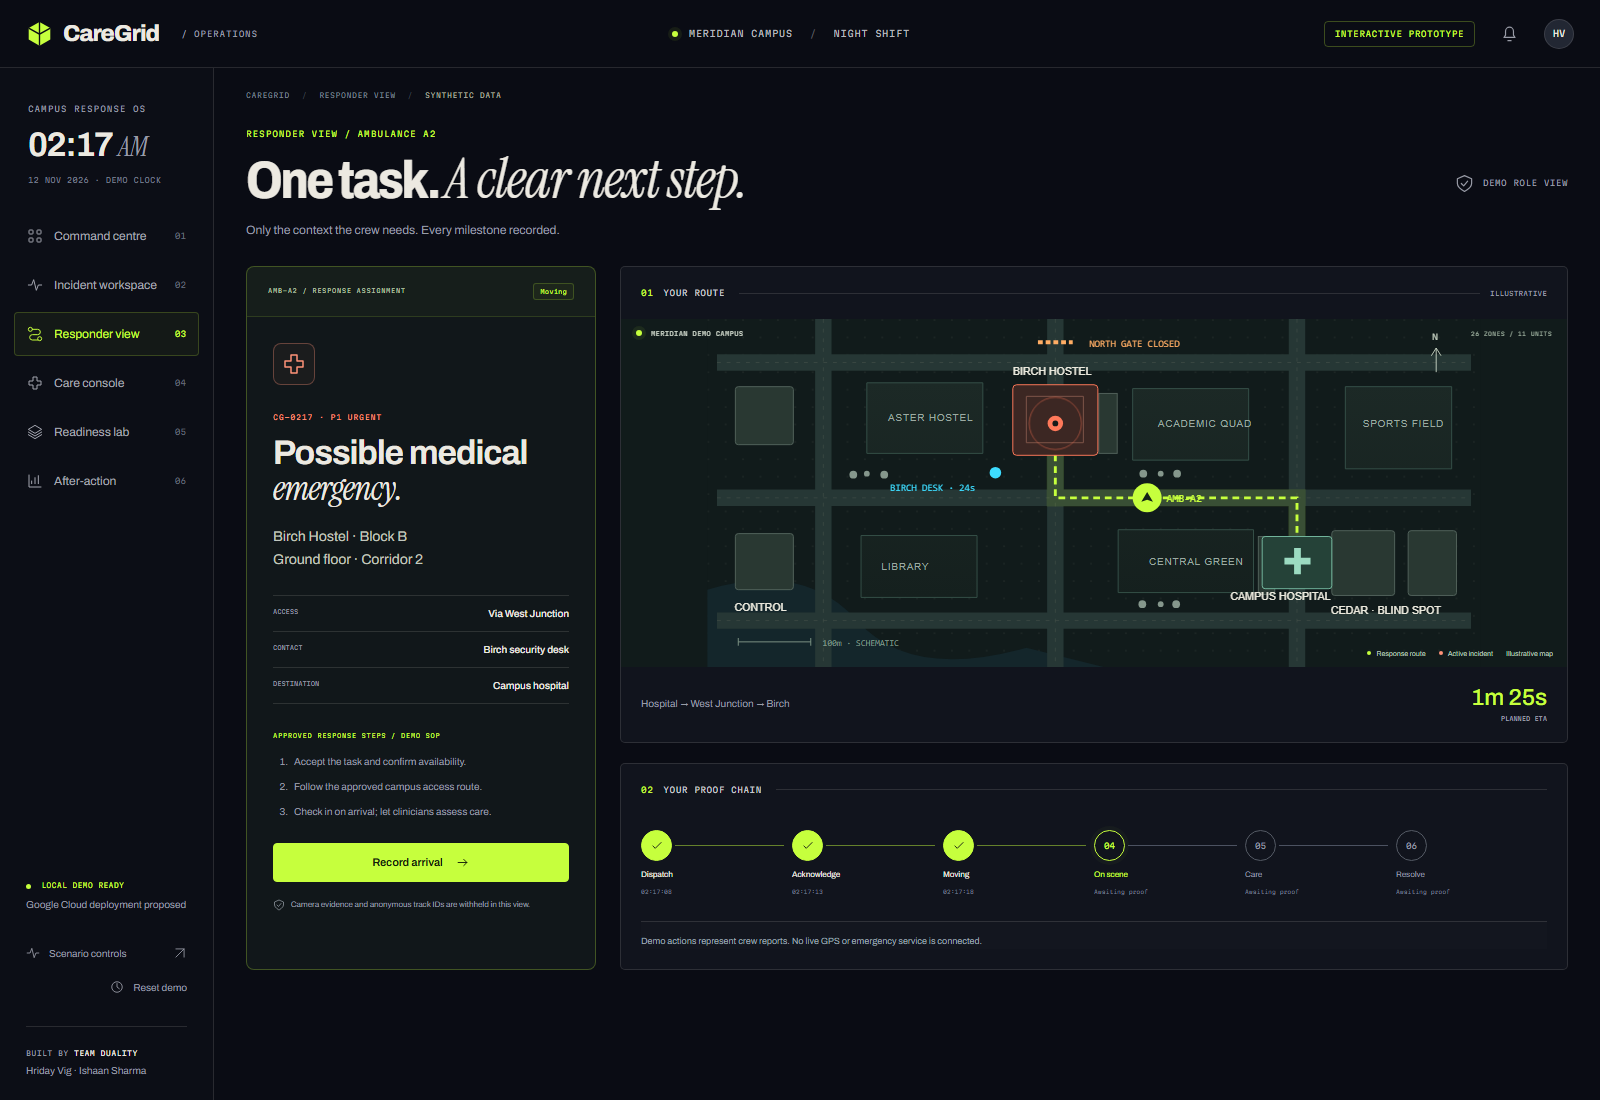 CareGrid
/ OPERATIONS
MERIDIAN CAMPUS / NIGHT SHIFT
INTERACTIVE PROTOTYPE
HV
CAMPUS RESPONSE OS
02:17 AM
12 NOV 2026 · DEMO CLOCK
Command centre 01
Incident workspace 02
Responder view 03
Care console 04
Readiness lab 05
After-action 06
LOCAL DEMO READY
Google Cloud deployment proposed
Scenario controls
Reset demo
BUILT BY TEAM DUALITY
Hriday Vig · Ishaan Sharma
CAREGRID / RESPONDER VIEW / SYNTHETIC DATA
RESPONDER VIEW / AMBULANCE A2
One task. A clear next step.
Only the context the crew needs. Every milestone recorded.
DEMO ROLE VIEW
AMB-A2 / RESPONSE ASSIGNMENT
Moving
CG-0217 · P1 URGENT
Possible medical
emergency.
Birch Hostel · Block B
Ground floor · Corridor 2
ACCESS Via West Junction
CONTACT Birch security desk
DESTINATION Campus hospital
APPROVED RESPONSE STEPS / DEMO SOP
1. Accept the task and confirm availability.
2. Follow the approved campus access route.
3. Check in on arrival; let clinicians assess care.
Record arrival →
Camera evidence and anonymous track IDs are withheld in this view.
01 YOUR ROUTE
ILLUSTRATIVE
MERIDIAN DEMO CAMPUS
26 ZONES / 11 UNITS
N
NORTH GATE CLOSED
BIRCH HOSTEL
ASTER HOSTEL
ACADEMIC QUAD
SPORTS FIELD
BIRCH DESK · 24s
AMB-A2
LIBRARY
CENTRAL GREEN
CAMPUS HOSPITAL
CONTROL
CEDAR · BLIND SPOT
100m · SCHEMATIC
Response route
Active incident
Illustrative map
Hospital → West Junction → Birch
1m 25s
PLANNED ETA
02 YOUR PROOF CHAIN
04 05 06
Dispatch Acknowledge Moving On scene Care Resolve
02:17:08 02:17:13 02:17:18 Awaiting proof Awaiting proof Awaiting proof
Demo actions represent crew reports. No live GPS or emergency service is connected.